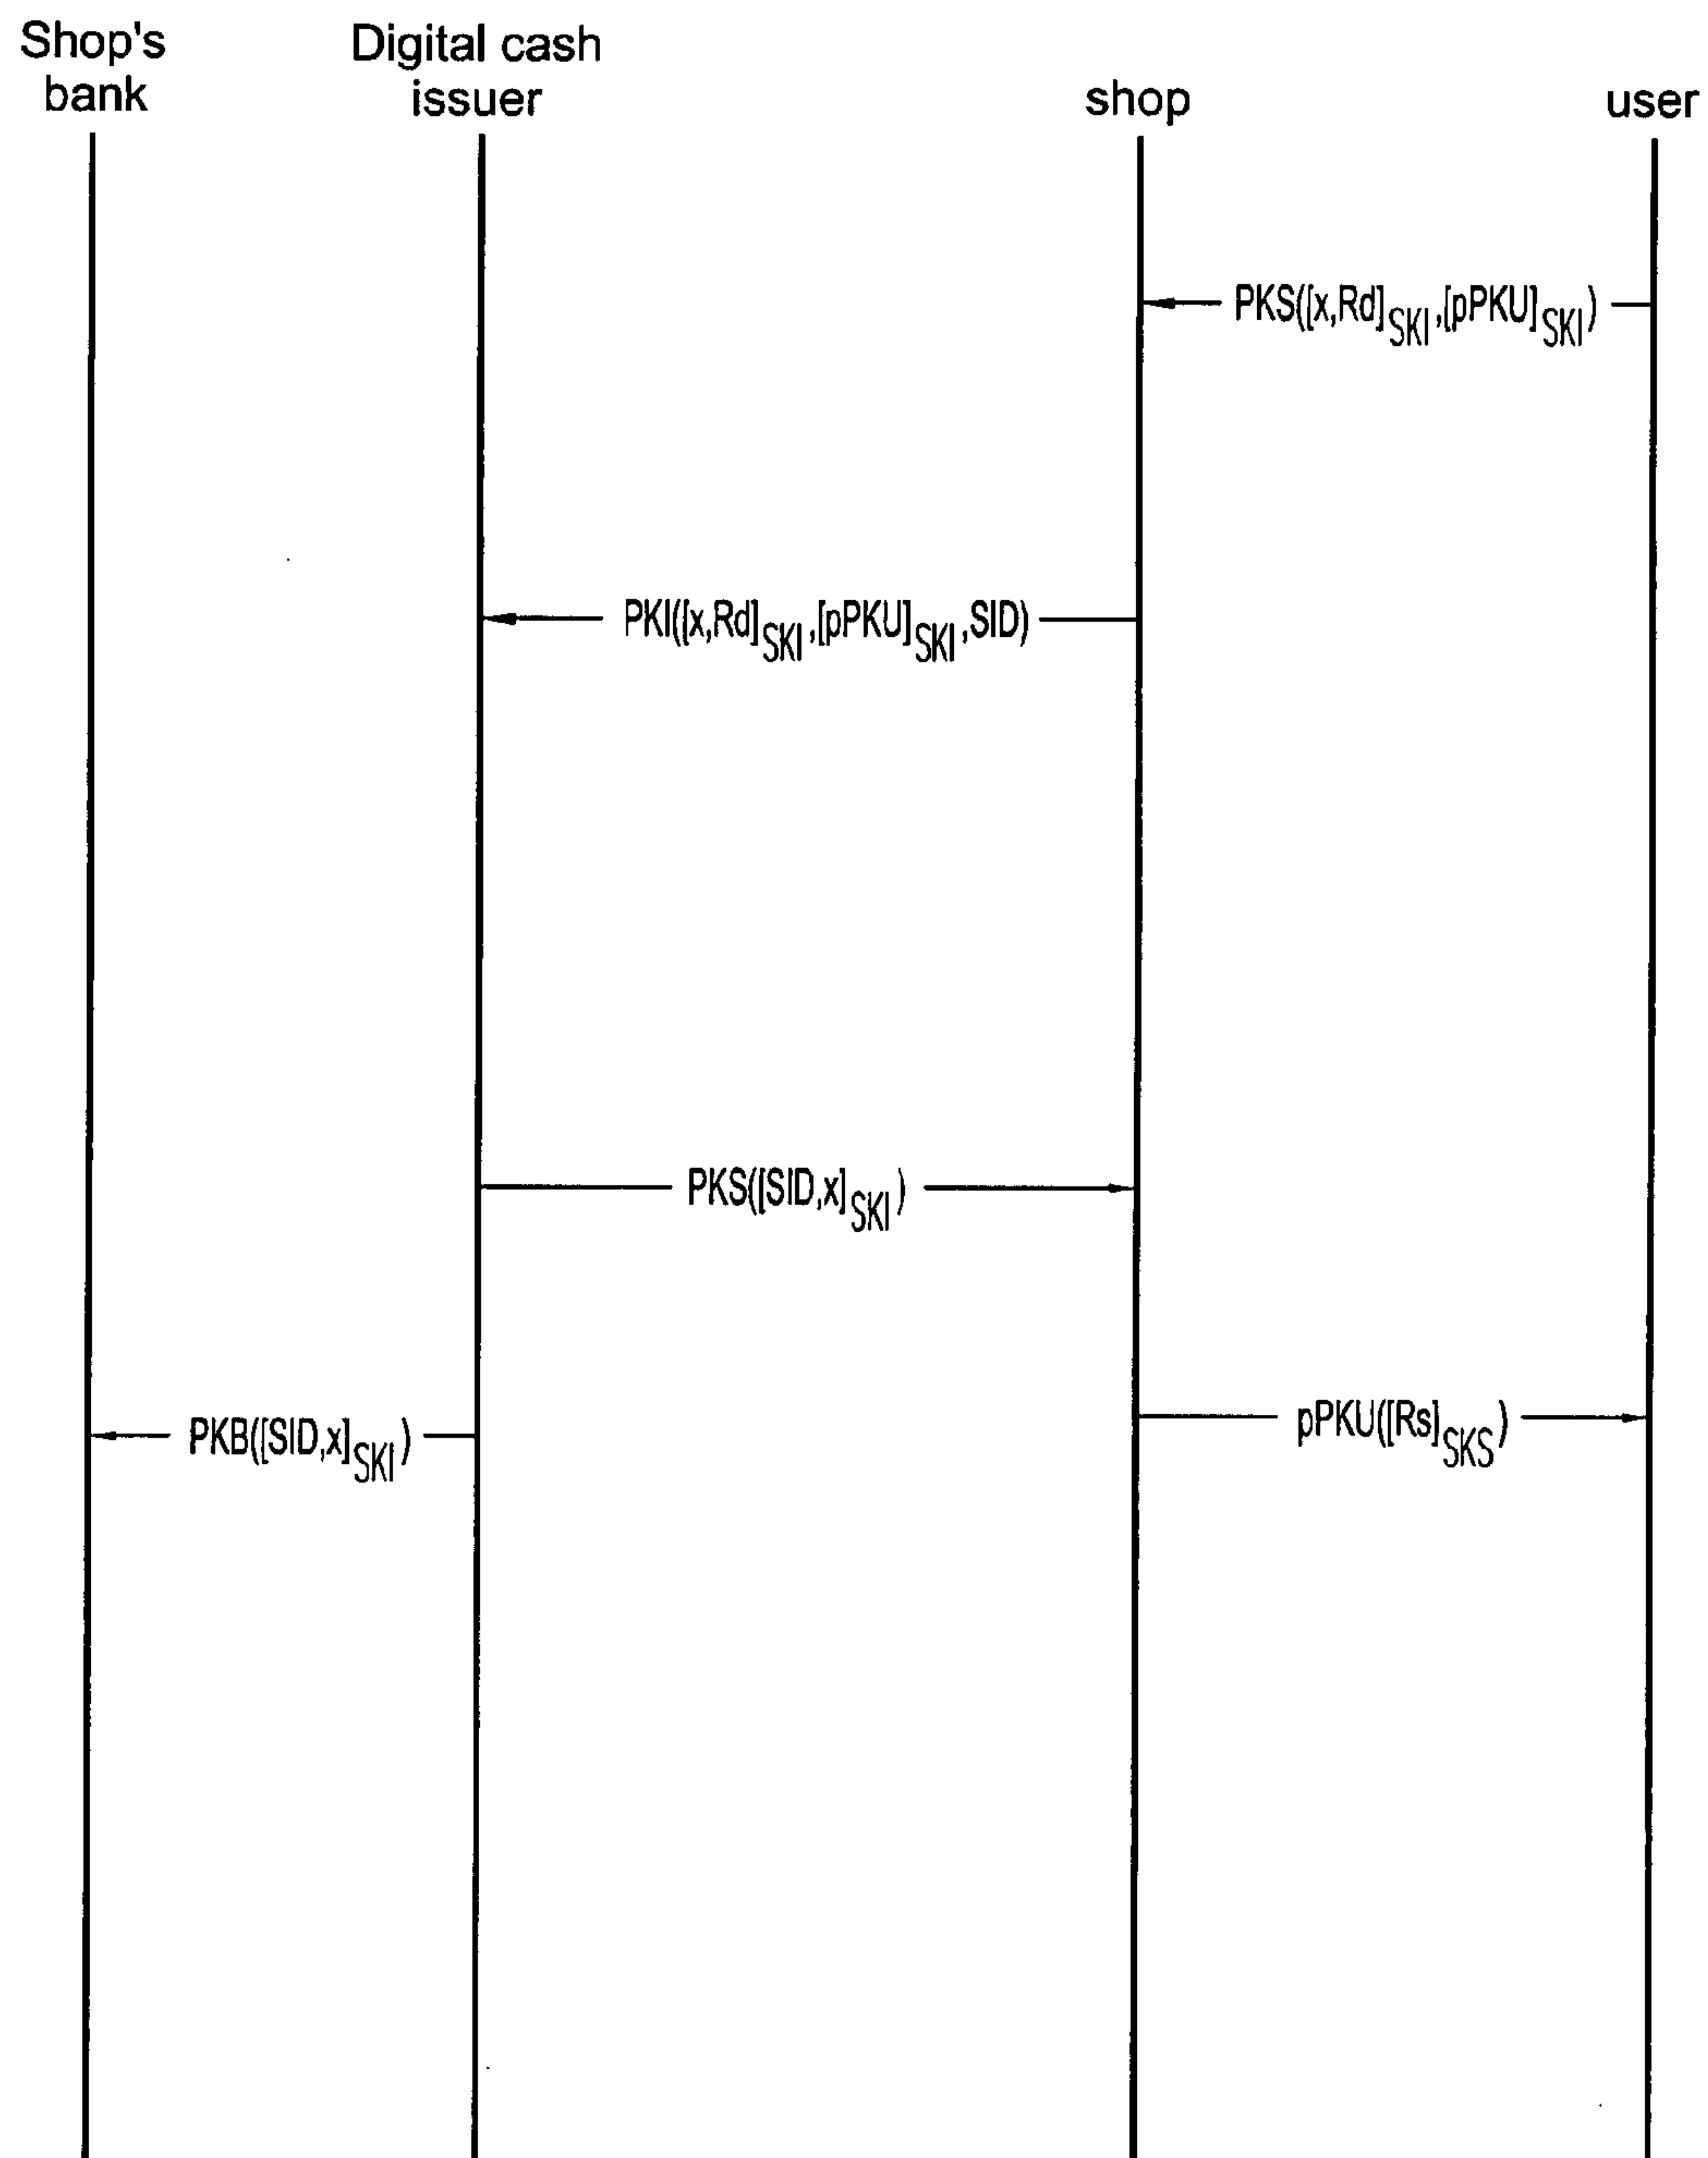 Shop's
bank
Digital cash
issuer
shop
user
PKS([x,Rd]SKI,[pPKU]SKI)
PKI([x,Rd]SKI,[pPKU]SKI,SID)
PKS([SID,x]SKI)
pPKU([Rs]SKS)
PKB([SID,x]SKI)